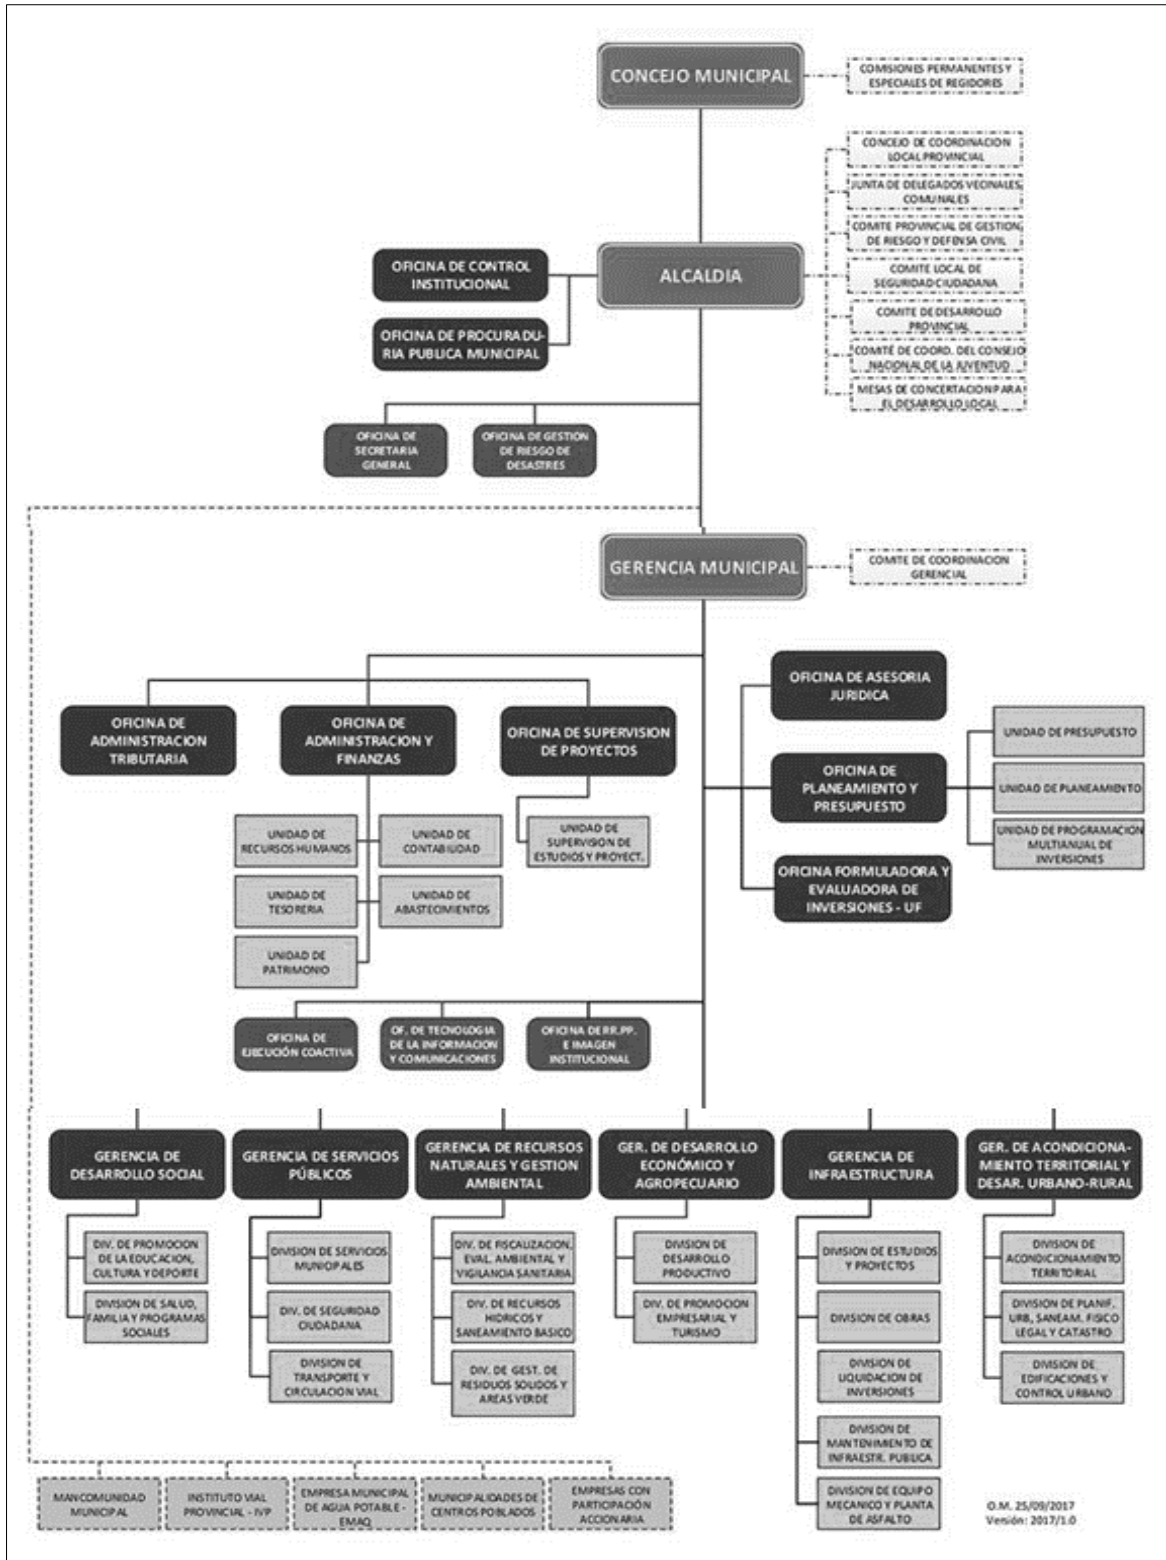 CONCEJO MUNICIPAL
COMISIONES PERMANENTES Y
ESPECIALES DE REGIDORES
CONCEJO DE COORDINACION
LOCAL PROVINCIAL
JUNTA DE DELEGADOS VECINALES,
COMUNALES
COMITE PROVINCIAL DE GESTION,
DE RIESGO Y DEFENSA CIVIL
OFICINA DE CONTROL
INSTITUCIONAL
ALCALDIA
COMITE LOCAL DE
SEGURIDAD CIUDADANA
COMITE DE DESARROLLO
PROVINCIAL
OFICINA DE PROCURADU-
RIA PUBLICA MUNICIPAL
COMITÉ DE COORD. DEL CONSEJO
NACIONAL DE LA JUVENTUD
MESAS DE CONCERTACION PARA
EL DESARROLLO LOCAL
OFICINA DE
SECRETARIA
GENERAL
OFICINA DE GESTION
DE RIESGO DE
DESASTRES
GERENCIA MUNICIPAL
COMITE DE COORDINACION
GERENCIAL
OFICINA DE ASESORIA
JURIDICA
OFICINA DE
ADMINISTRACION
TRIBUTARIA
OFICINA DE
ADMINISTRACION Y
FINANZAS
OFICINA DE SUPERVISION
DE PROYECTOS
UNIDAD DE PRESUPUESTO
OFICINA DE
PLANEAMIENTO Y
PRESUPUESTO
UNIDAD DE PLANEAMIENTO
UNIDAD DE
RECURSOS HUMANOS
UNIDAD DE
CONTABILIDAD
UNIDAD DE
SUPERVISION DE
ESTUDIOS Y PROYECT.
UNIDAD DE PROGRAMACION
MULTIANUAL DE
INVERSIONES
OFICINA FORMULADORA Y
EVALUADORA DE
INVERSIONES - UF
UNIDAD DE
TESORERIA
UNIDAD DE
ABASTECIMIENTOS
UNIDAD DE
PATRIMONIO
OFICINA DE
EJECUCIÓN COACTIVA
OF. DE TECNOLOGIA
DE LA INFORMACION
Y COMUNICACIONES
OFICINA DE RR.PP.
E IMAGEN
INSTITUCIONAL
GERENCIA DE
DESARROLLO SOCIAL
GERENCIA DE SERVICIOS
PÚBLICOS
GERENCIA DE RECURSOS
NATURALES Y GESTION
AMBIENTAL
GER. DE DESARROLLO
ECONÓMICO Y
AGROPECUARIO
GERENCIA DE
INFRAESTRUCTURA
GER. DE ACONDICIONA-
MIENTO TERRITORIAL Y
DESAR. URBANO-RURAL
DIV. DE PROMOCION
DE LA EDUCACION,
CULTURA Y DEPORTE
DIVISION DE SERVICIOS
MUNICIPALES
DIV. DE FISCALIZACION,
EVAL. AMBIENTAL Y
VIGILANCIA SANITARIA
DIVISION DE
DESARROLLO
PRODUCTIVO
DIVISION DE ESTUDIOS
Y PROYECTOS
DIVISION DE
ACONDICIONAMIENTO
TERRITORIAL
DIVISION DE SALUD,
FAMILIA Y PROGRAMAS
SOCIALES
DIV. DE SEGURIDAD
CIUDADANA
DIV. DE RECURSOS
HIDRICOS Y
SANEAMIENTO BASICO
DIV. DE PROMOCION
EMPRESARIAL Y
TURISMO
DIVISION DE OBRAS
DIVISION DE PLANIF,
URB, SANEAM. FISICO
LEGAL Y CATASTRO
DIVISION DE
TRANSPORTE Y
CIRCULACION VIAL
DIV. DE GEST. DE
RESIDUOS SOLIDOS Y
AREAS VERDE
DIVISION DE
LIQUIDACION DE
INVERSIONES
DIVISION DE
EDIFICACIONES Y
CONTROL URBANO
DIVISION DE
MANTENIMIENTO DE
INFRAESTR. PUBLICA
DIVISION DE EQUIPO
MECANICO Y PLANTA
DE ASFALTO
MANCOMUNIDAD
MUNICIPAL
INSTITUTO VIAL
PROVINCIAL - IVP
EMPRESA MUNICIPAL
DE AGUA POTABLE -
EMAQ
MUNICIPALIDADES DE
CENTROS POBLADOS
EMPRESAS CON
PARTICIPACIÓN
ACCIONARIA
O.M. 25/09/2017
Versión: 2017/1.0